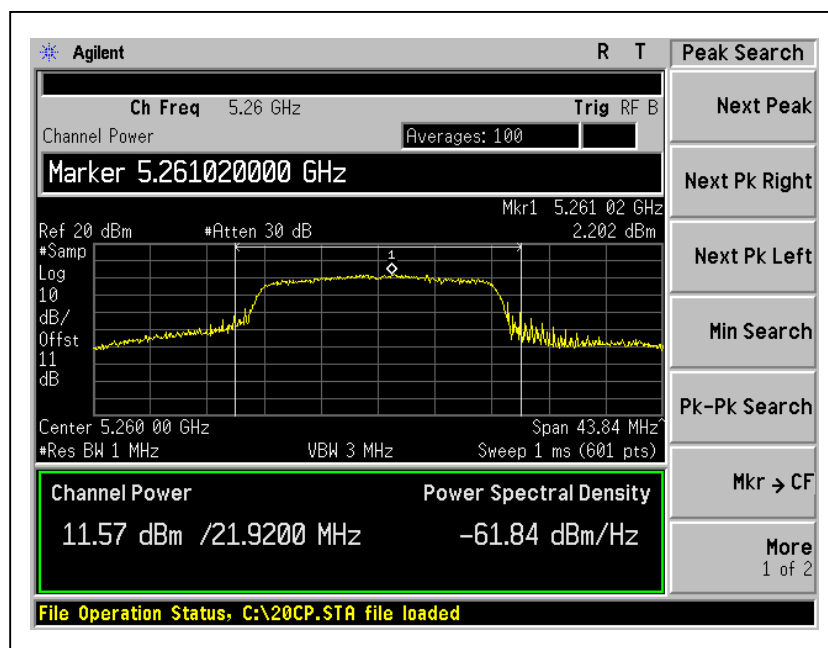 Agilent R T Peak Search
Ch Freq 5.26 GHz Trig RF B
Channel Power Averages: 100
Marker 5.261020000 GHz
Mkr1 5.261 02 GHz
Ref 20 dBm #Atten 30 dB 2.202 dBm
#Samp
Log
10
dB/
Offst
11
dB
1
Center 5.260 00 GHz Span 43.84 MHz^
#Res BW 1 MHz VBW 3 MHz Sweep 1 ms (601 pts)
Channel Power Power Spectral Density
11.57 dBm /21.9200 MHz -61.84 dBm/Hz
File Operation Status, C:\20CP.STA file loaded
Next Peak
Next Pk Right
Next Pk Left
Min Search
Pk-Pk Search
Mkr → CF
More
1 of 2